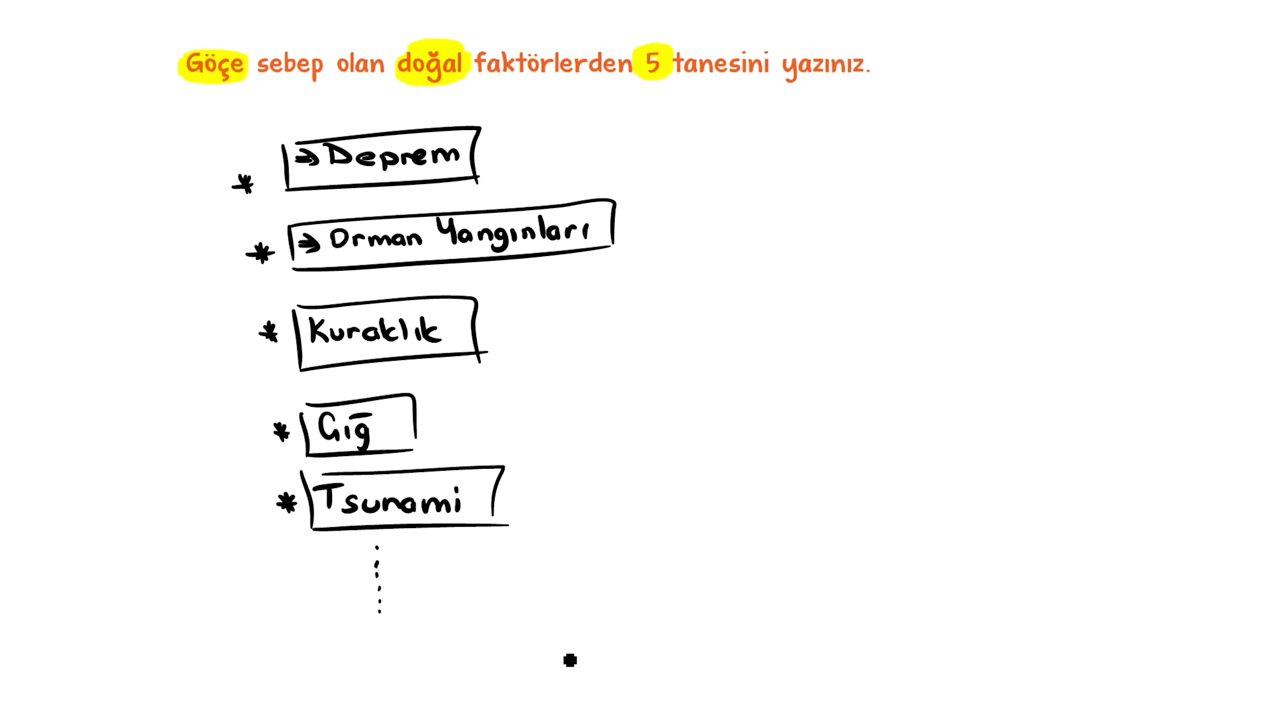 Göçe sebep olan doğal faktörlerden 5 tanesini yazınız.
* → Deprem
* → Orman Yangınları
* Kuraklık
* Çığ
* Tsunami